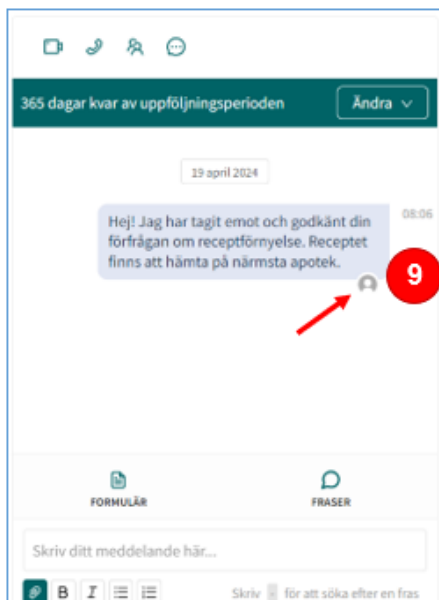 365 dagar kvar av uppföljningsperioden
Ändra
19 april 2024
08:06
Hej! Jag har tagit emot och godkänt din
förfrågan om receptförnyelse. Receptet
finns att hämta på närmsta apotek.
9
FORMULÄR
FRASER
Skriv ditt meddelande här...
B I
Skriv för att söka efter en fras